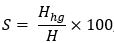 S = H_hg / H × 100,